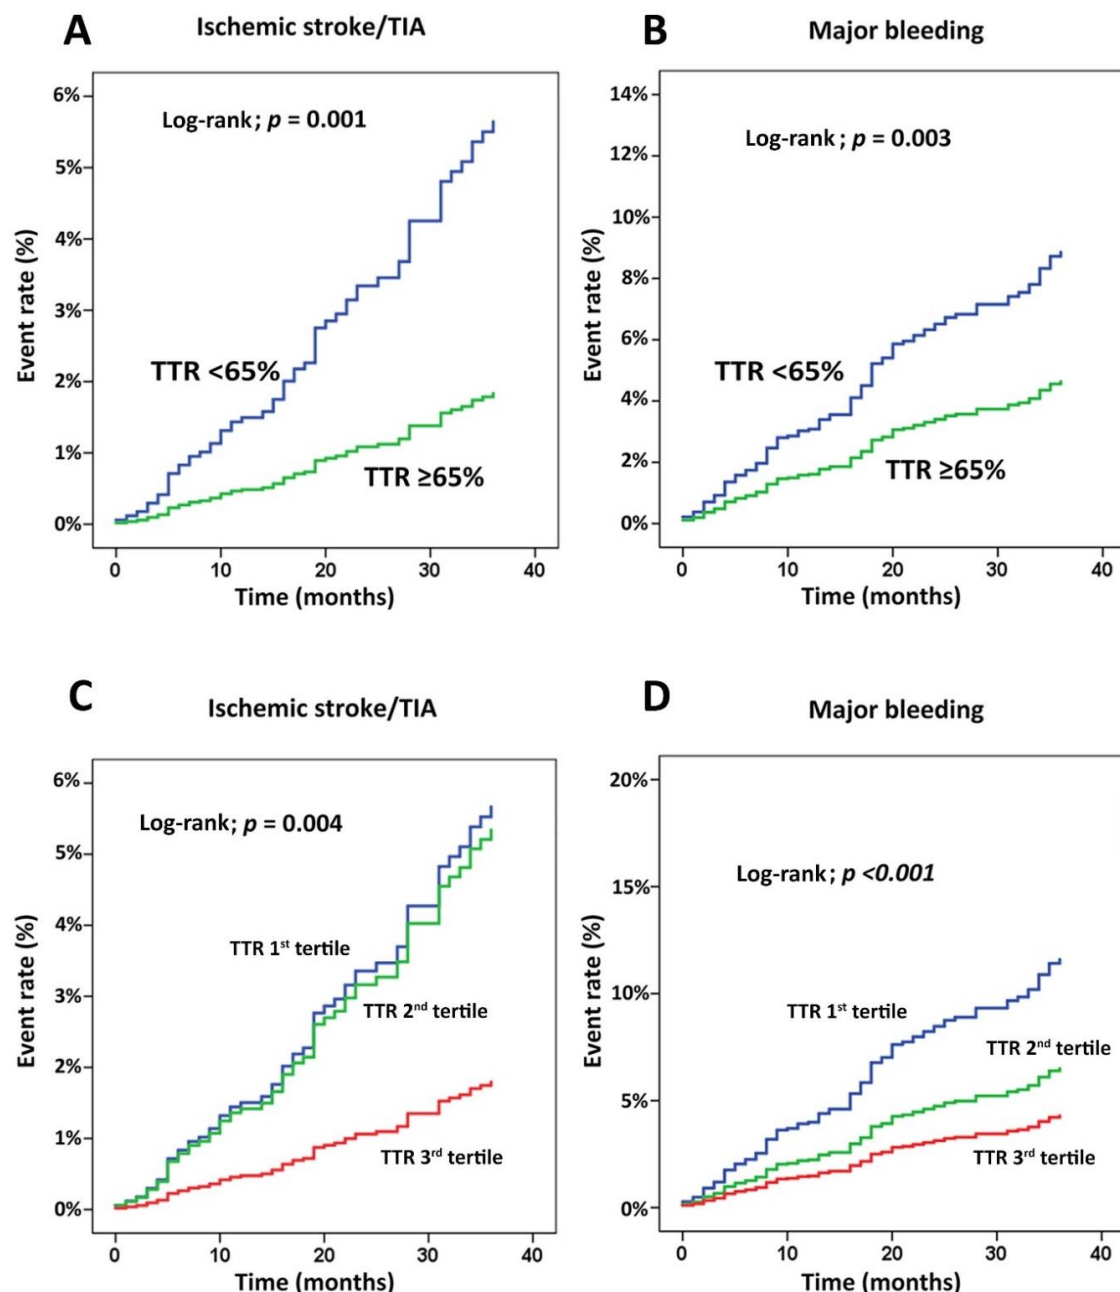 A
Ischemic stroke/TIA
6%
5%
4%
3%
2%
1%
0%
Event rate (%)
Log-rank; p = 0.001
TTR <65%
TTR ≥65%
0 10 20 30 40
Time (months)
B
Major bleeding
14%
12%
10%
8%
6%
4%
2%
0%
Event rate (%)
Log-rank; p = 0.003
TTR <65%
TTR ≥65%
0 10 20 30 40
Time (months)
C
Ischemic stroke/TIA
6%
5%
4%
3%
2%
1%
0%
Event rate (%)
Log-rank; p = 0.004
TTR 1st tertile
TTR 2nd tertile
TTR 3rd tertile
0 10 20 30 40
Time (months)
D
Major bleeding
20%
15%
10%
5%
0%
Event rate (%)
Log-rank; p <0.001
TTR 1st tertile
TTR 2nd tertile
TTR 3rd tertile
0 10 20 30 40
Time (months)